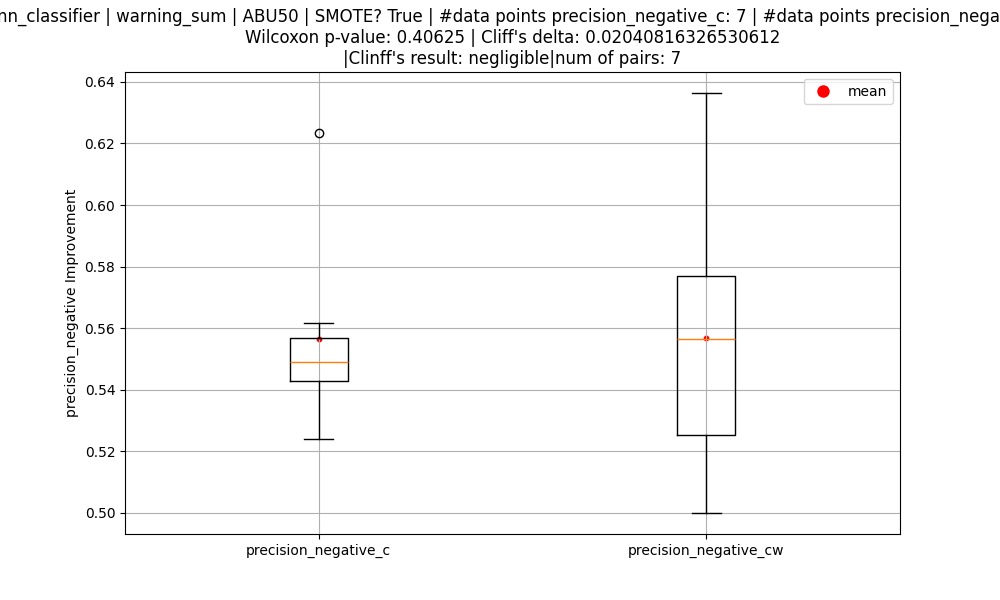 nn_classifier | warning_sum | ABU50 | SMOTE? True | #data points precision_negative_c: 7 | #data points precision_nega
Wilcoxon p-value: 0.40625 | Cliff's delta: 0.02040816326530612
|Clinff's result: negligible|num of pairs: 7
mean
0.64
0.62
0.60
0.58
0.56
0.54
0.52
0.50
precision_negative Improvement
precision_negative_c
precision_negative_cw